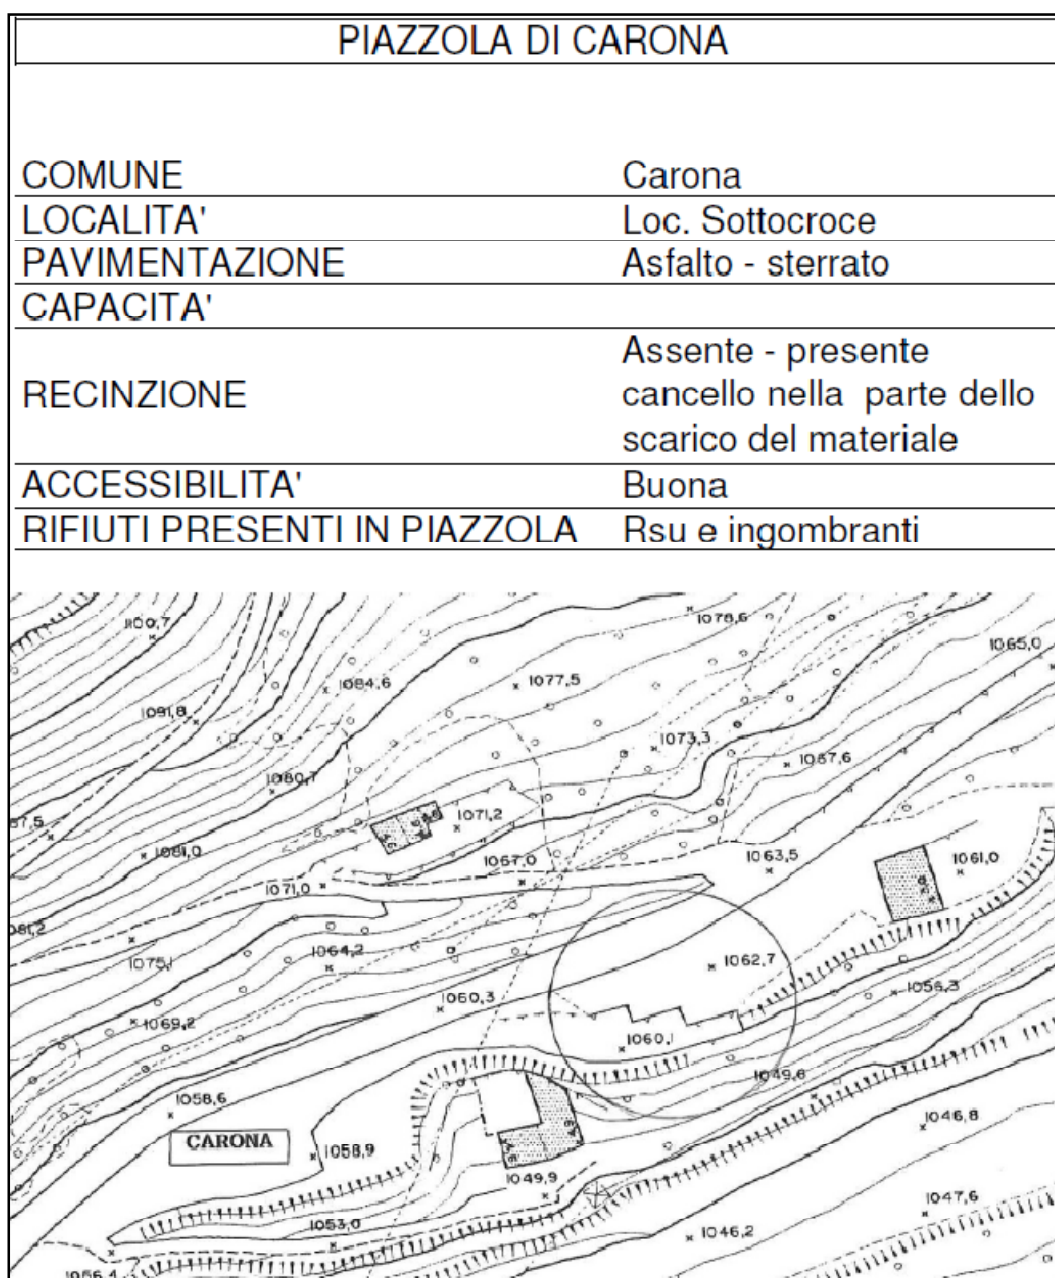 PIAZZOLA DI CARONA
COMUNE Carona
LOCALITA' Loc. Sottocroce
PAVIMENTAZIONE Asfalto - sterrato
CAPACITA'
RECINZIONE Assente - presente
cancello nella parte dello
scarico del materiale
ACCESSIBILITA' Buona
RIFIUTI PRESENTI IN PIAZZOLA Rsu e ingombranti
1100,7
1078,6
1065,0
1084,6
1077,5
1091,8
1073,3
1067,6
1080,7
1071,2
1081,0
1067,0
1063,5
1061,0
1071,0
1075,1
1064,2
1062,7
1060,3
1056,3
1069,2
1060,1
1049,6
1058,6
1046,8
CARONA
1049,9
1047,6
1053,0
1046,2
1056,4